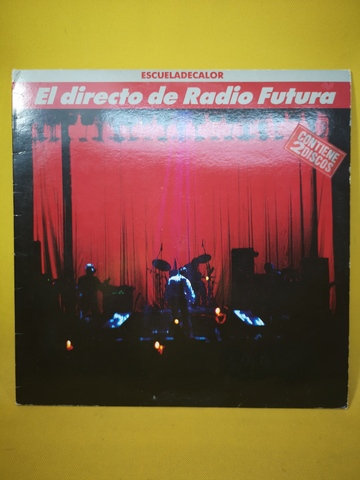 ESCUELADECALOR
El directo de Radio Futura
CONTIENE
2 DISCOS